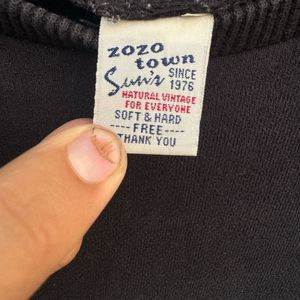 zozo
town
Sun's SINCE
1976
NATURAL VINTAGE
FOR EVERYONE
SOFT & HARD
---- FREE ----
THANK YOU